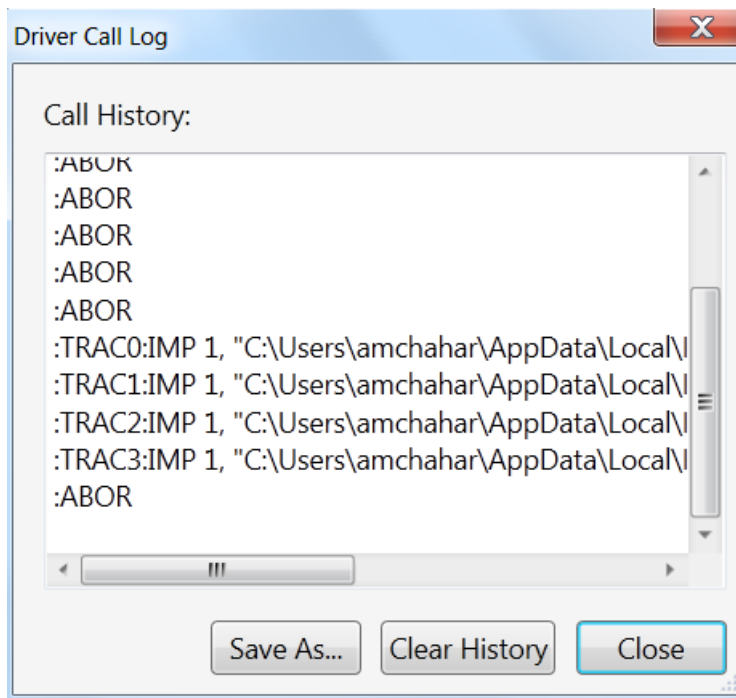 Driver Call Log
Call History:
:ABOR
:ABOR
:ABOR
:ABOR
:ABOR
:TRAC0:IMP 1, "C:\Users\amchahar\AppData\Local\
:TRAC1:IMP 1, "C:\Users\amchahar\AppData\Local\
:TRAC2:IMP 1, "C:\Users\amchahar\AppData\Local\
:TRAC3:IMP 1, "C:\Users\amchahar\AppData\Local\
:ABOR
Save As...
Clear History
Close